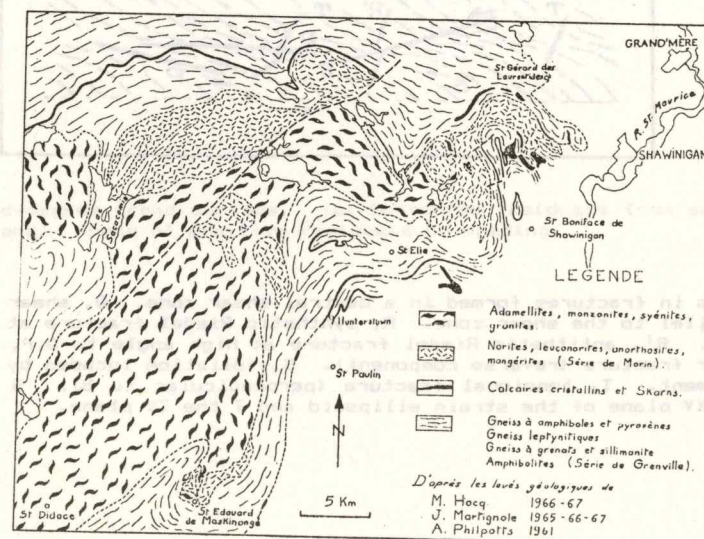 GRAND'MÈRE
St Gérard des
Laurentides
R. St. Maurice
SHAWINIGAN
St Boniface de
Shawinigan
Lac
Sacacomi
St Elie
Hunterstown
St Paulin
N
5 Km
St Didace
St Edouard
de Maskinongé
LEGENDE
Adamellites, monzonites, syénites,
granites
Norites, leuconorites, anorthosites,
mangérites (Série de Morin).
Calcaires cristallins et Skarns.
Gneiss à amphiboles et pyroxènes
Gneiss leptynitiques
Gneiss à grenats et sillimanite
Amphibolites (Série de Grenville).
D'après les levés géologiques de
M. Hocq 1966-67
J. Martignole 1965-66-67
A. Philpotts 1961